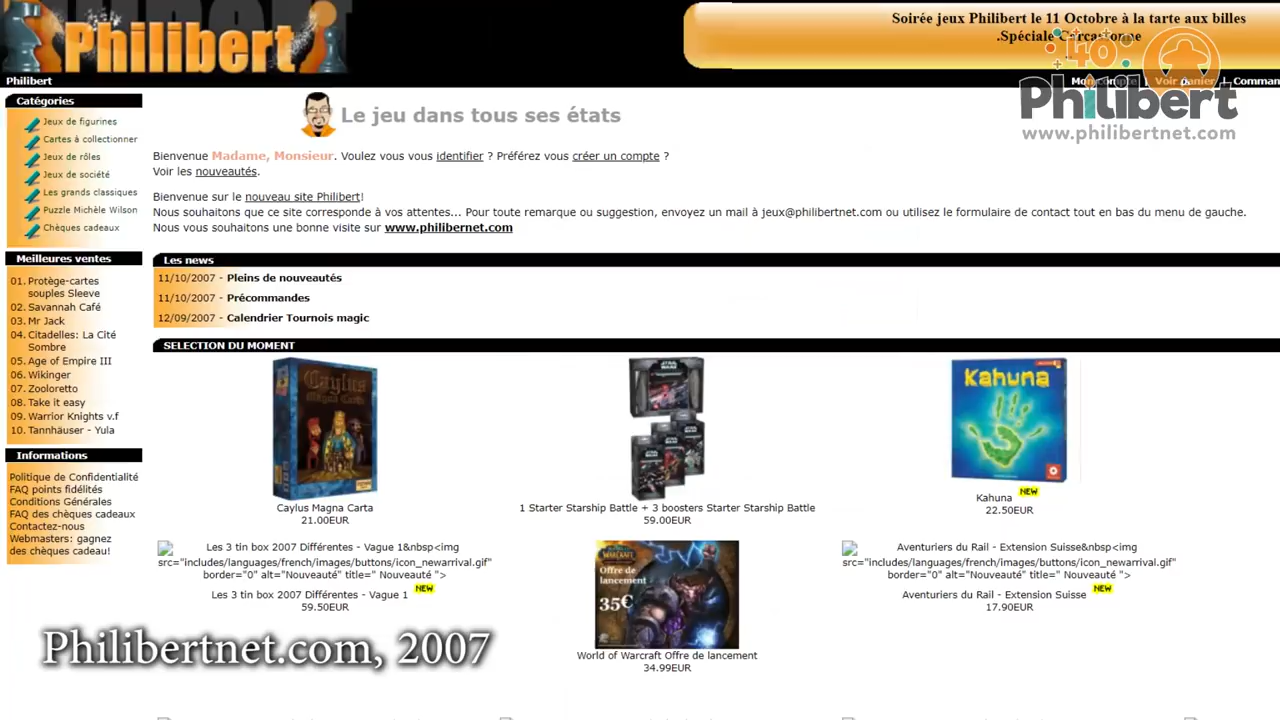 Philibert
Soirée jeux Philibert le 11 Octobre à la tarte aux billes
.Spéciale Carcassonne
40
Philibert
www.philibertnet.com
Philibert
Mon compte | Voir panier | Comman
Catégories
Jeux de figurines
Cartes à collectionner
Jeux de rôles
Jeux de société
Les grands classiques
Puzzle Michèle Wilson
Chèques cadeaux
Le jeu dans tous ses états
Bienvenue Madame, Monsieur. Voulez vous vous identifier ? Préférez vous créer un compte ?
Voir les nouveautés.
Bienvenue sur le nouveau site Philibert!
Nous souhaitons que ce site corresponde à vos attentes... Pour toute remarque ou suggestion, envoyez un mail à jeux@philibertnet.com ou utilisez le formulaire de contact tout en bas du menu de gauche.
Nous vous souhaitons une bonne visite sur www.philibernet.com
Meilleures ventes
01. Protège-cartes
souples Sleeve
02. Savannah Café
03. Mr Jack
04. Citadelles: La Cité
Sombre
05. Age of Empire III
06. Wikinger
07. Zooloretto
08. Take it easy
09. Warrior Knights v.f
10. Tannhäuser - Yula
Les news
11/10/2007 - Pleins de nouveautés
11/10/2007 - Précommandes
12/09/2007 - Calendrier Tournois magic
Informations
Politique de Confidentialité
FAQ points fidélités
Conditions Générales
FAQ des chèques cadeaux
Contactez-nous
Webmasters: gagnez
des chèques cadeau!
SELECTION DU MOMENT
Caylus
Magna Carta
Caylus Magna Carta
21.00EUR
STAR WARS
1 Starter Starship Battle + 3 boosters Starter Starship Battle
59.00EUR
Kahuna
Kahuna NEW
22.50EUR
Les 3 tin box 2007 Différentes - Vague 1&nbsp<img
src="includes/languages/french/images/buttons/icon_newarrival.gif"
border="0" alt="Nouveauté" title=" Nouveauté ">
Les 3 tin box 2007 Différentes - Vague 1 NEW
59.50EUR
WARCRAFT
Offre de
lancement
35€
World of Warcraft Offre de lancement
34.99EUR
Aventuriers du Rail - Extension Suisse&nbsp<img
src="includes/languages/french/images/buttons/icon_newarrival.gif"
border="0" alt="Nouveauté" title=" Nouveauté ">
Aventuriers du Rail - Extension Suisse NEW
17.90EUR
Philibertnet.com, 2007